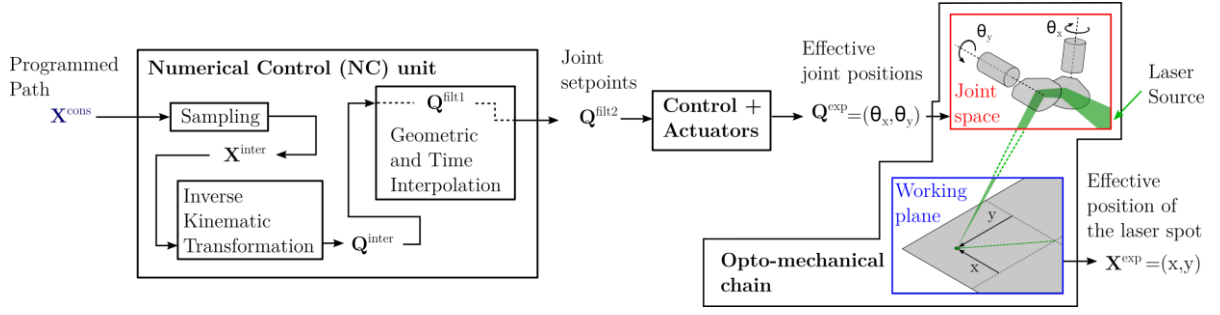 Programmed
Path
X^cons
Numerical Control (NC) unit
Sampling
X^inter
Inverse
Kinematic
Transformation
Q^inter
Q^filt1
Geometric
and Time
Interpolation
Joint
setpoints
Q^filt2
Control +
Actuators
Effective
joint positions
Q^exp=(θx,θy)
θy
θx
Joint
space
Laser
Source
Working
plane
y
x
Opto-mechanical
chain
Effective
position of
the laser spot
X^exp=(x,y)